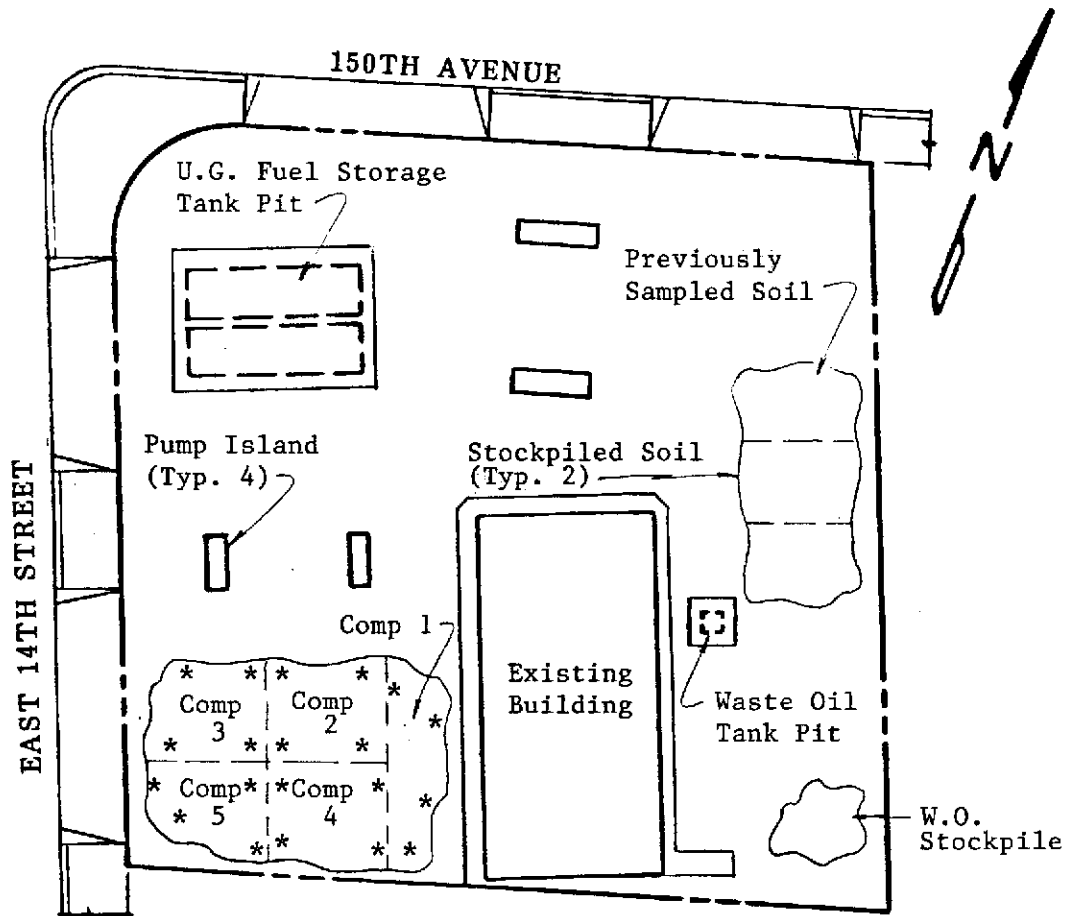 150TH AVENUE
N
U.G. Fuel Storage
Tank Pit
Previously
Sampled Soil
Pump Island
(Typ. 4)
Stockpiled Soil
(Typ. 2)
EAST 14TH STREET
Comp 1
Existing
Building
Waste Oil
Tank Pit
* * * * *
Comp
3
Comp
2
* * * * *
* * * * *
Comp
5
Comp
4
* * * * *
W.O.
Stockpile